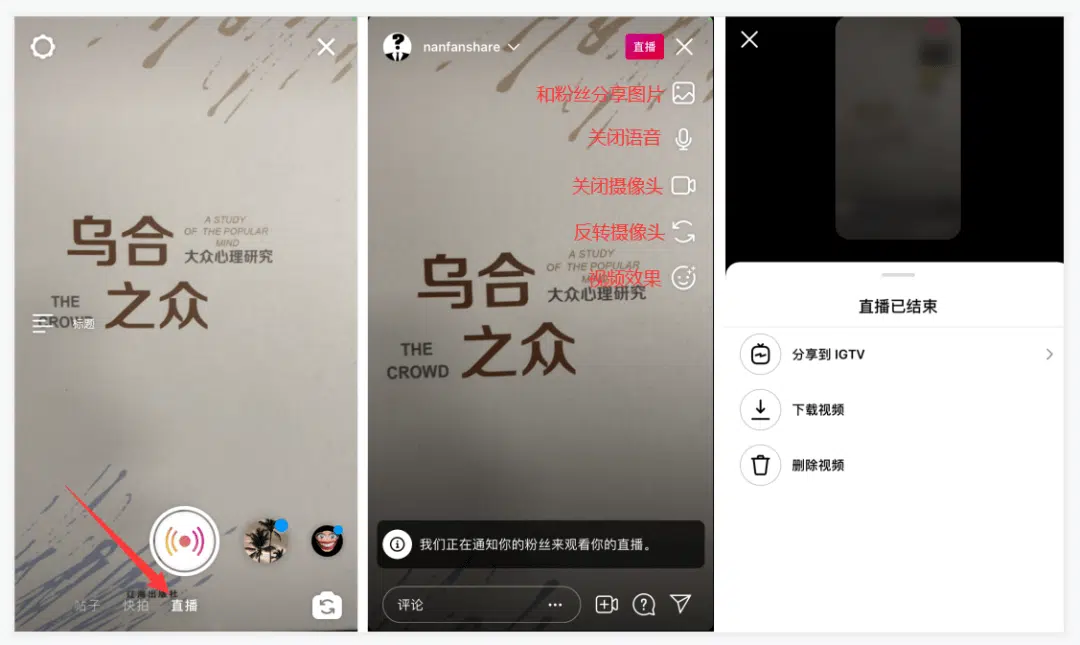 乌合
A STUDY
OF THE POPULAR
MIND
大众心理研究
THE
CROWD
之众
标题
辽海出版社
帖子
快拍
直播
nanfanshare
直播
和粉丝分享图片
关闭语音
关闭摄像头
反转摄像头
视频效果
乌合
A STUDY
OF THE POPULAR
大众心理研究
THE
CROWD
之众
我们正在通知你的粉丝来观看你的直播。
评论
直播已结束
分享到 IGTV
下载视频
删除视频